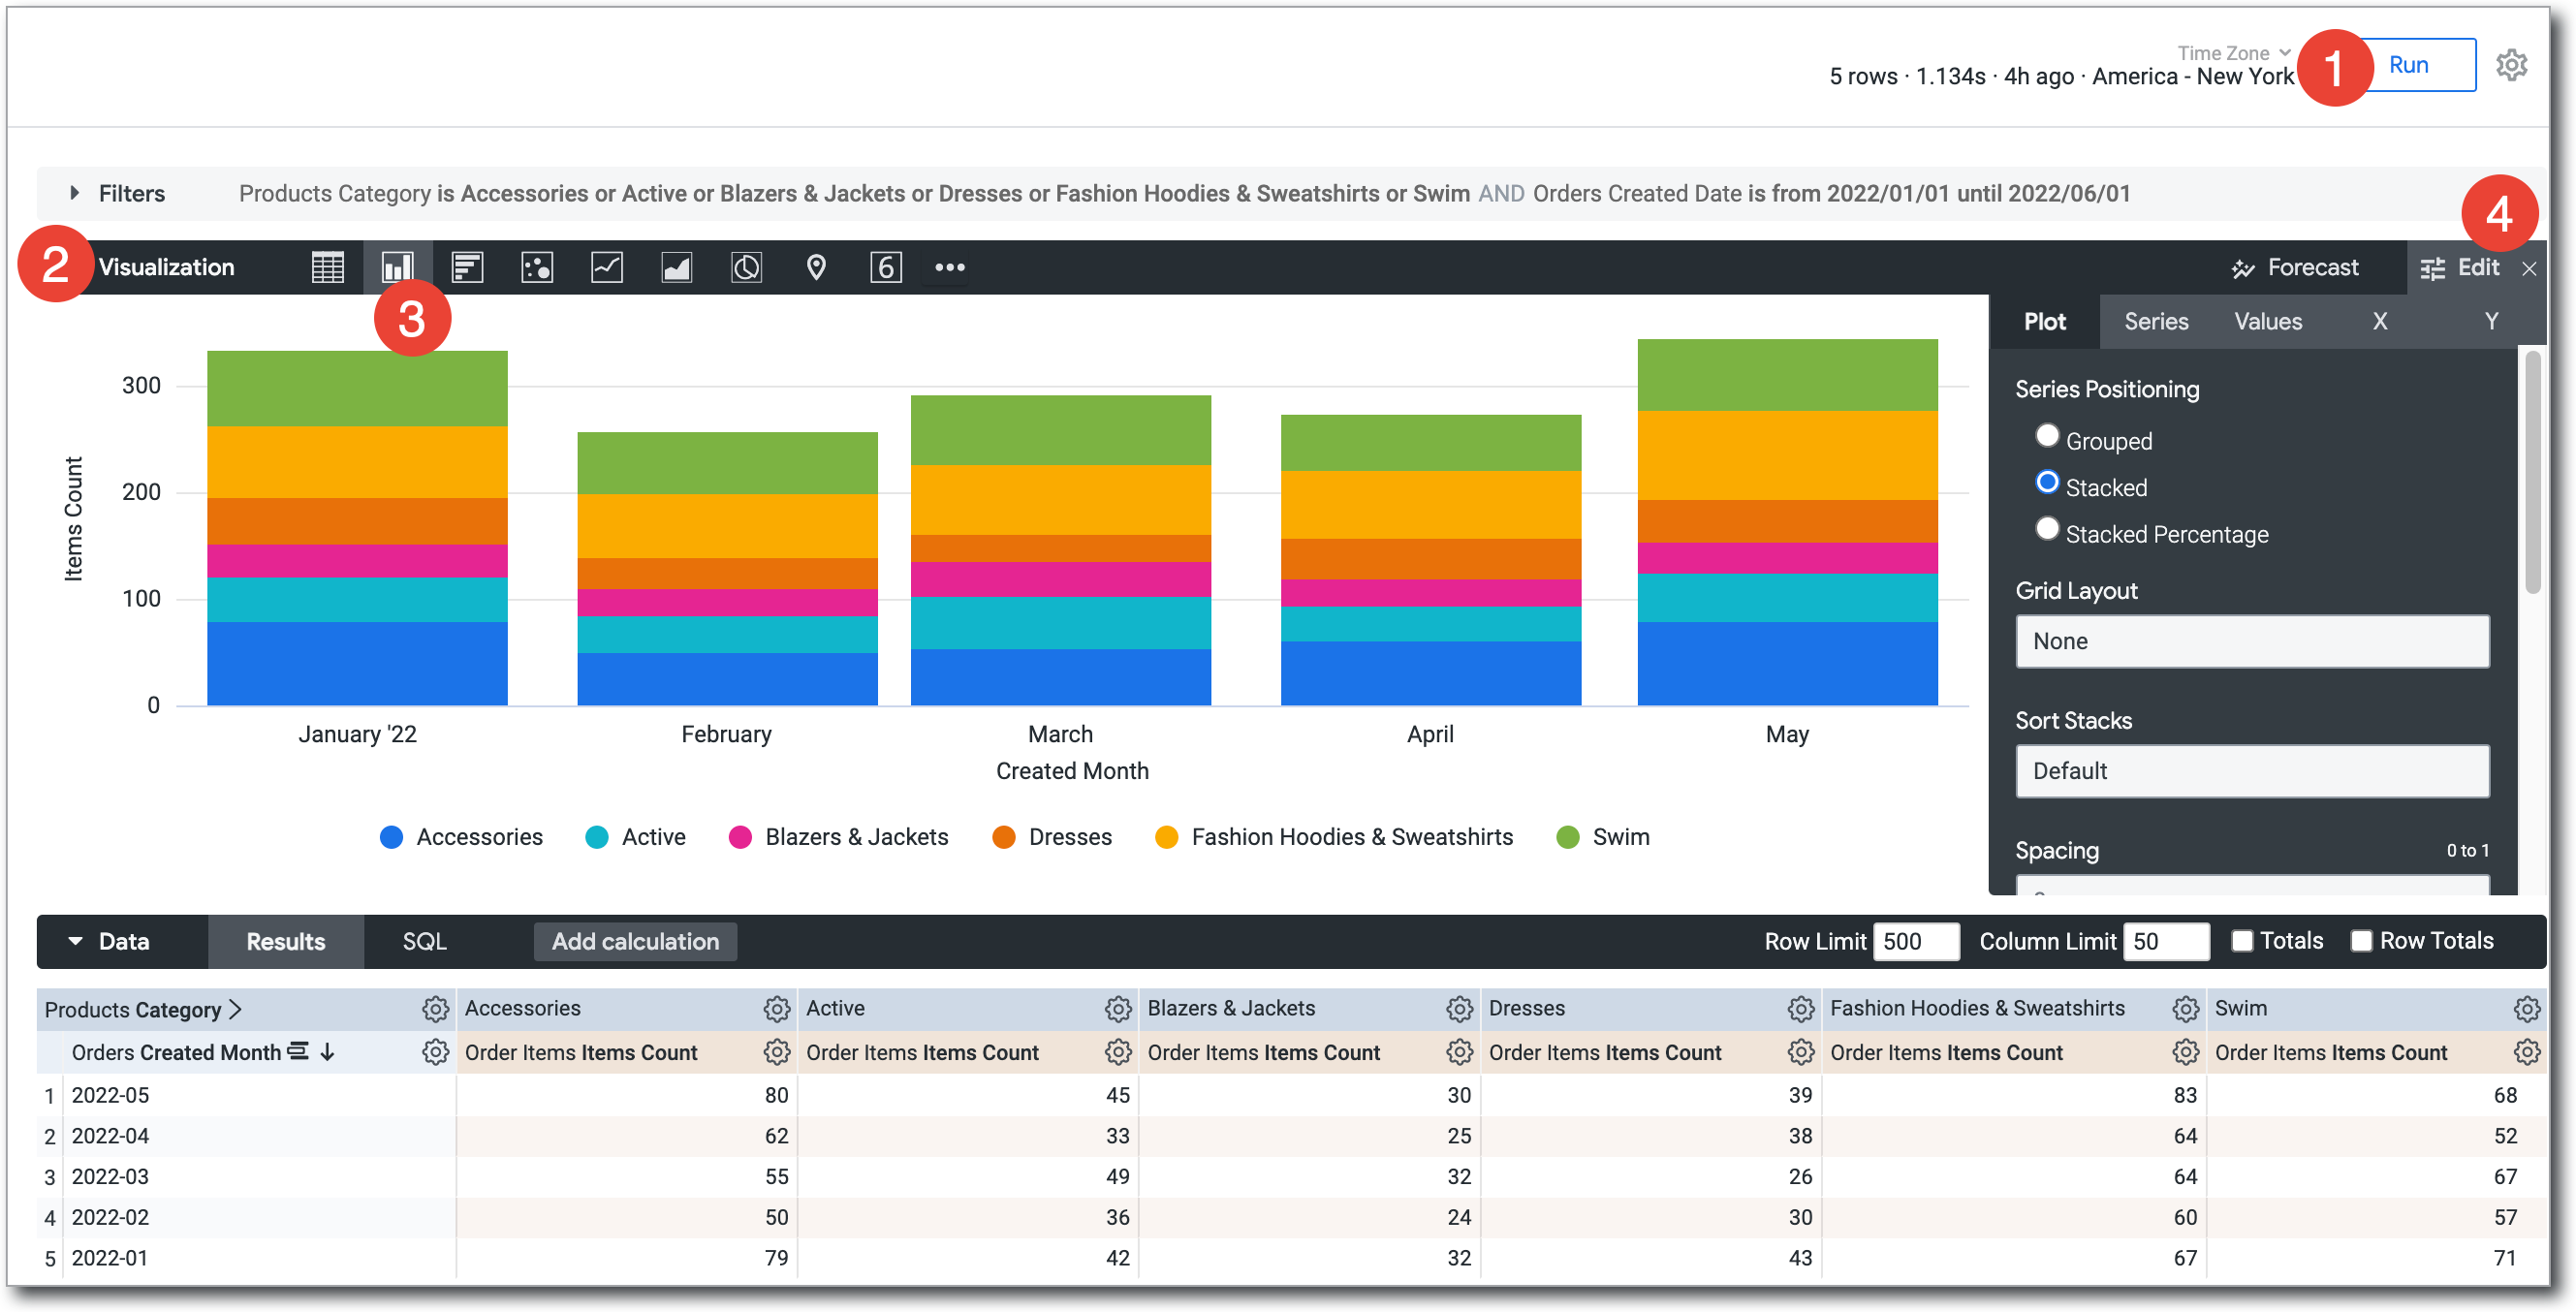 Time Zone
5 rows · 1.134s · 4h ago · America - New York
1
Run
Filters Products Category is Accessories or Active or Blazers & Jackets or Dresses or Fashion Hoodies & Sweatshirts or Swim AND Orders Created Date is from 2022/01/01 until 2022/06/01
4
2
Visualization
6
Forecast
Edit
3
Plot Series Values X Y
300
200
100
0
Items Count
January '22 February March April May
Created Month
Accessories Active Blazers & Jackets Dresses Fashion Hoodies & Sweatshirts Swim
Series Positioning
Grouped
Stacked
Stacked Percentage
Grid Layout
None
Sort Stacks
Default
Spacing 0 to 1
Data Results SQL Add calculation Row Limit 500 Column Limit 50 Totals Row Totals
Products Category Accessories Active Blazers & Jackets Dresses Fashion Hoodies & Sweatshirts Swim
Orders Created Month Order Items Items Count Order Items Items Count Order Items Items Count Order Items Items Count Order Items Items Count Order Items Items Count
1 2022-05 80 45 30 39 83 68
2 2022-04 62 33 25 38 64 52
3 2022-03 55 49 32 26 64 67
4 2022-02 50 36 24 30 60 57
5 2022-01 79 42 32 43 67 71